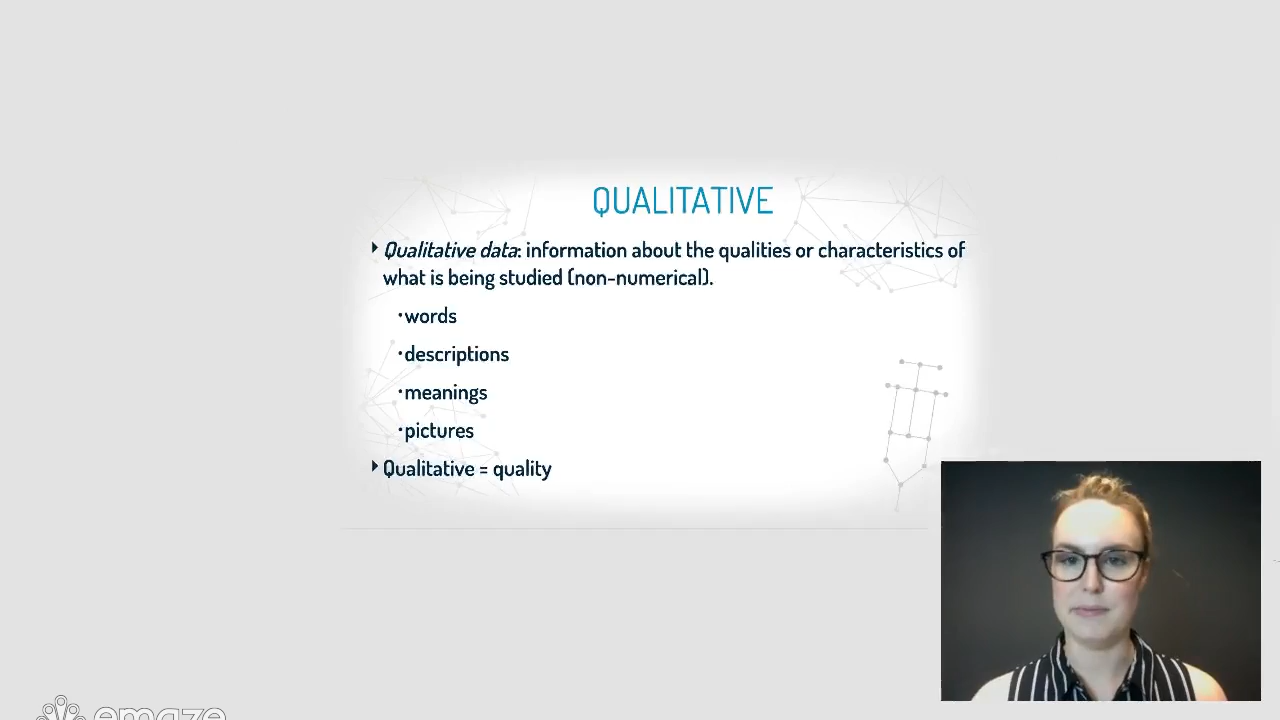 QUALITATIVE
Qualitative data: information about the qualities or characteristics of
what is being studied (non-numerical).
•words
•descriptions
•meanings
•pictures
Qualitative = quality
emaze